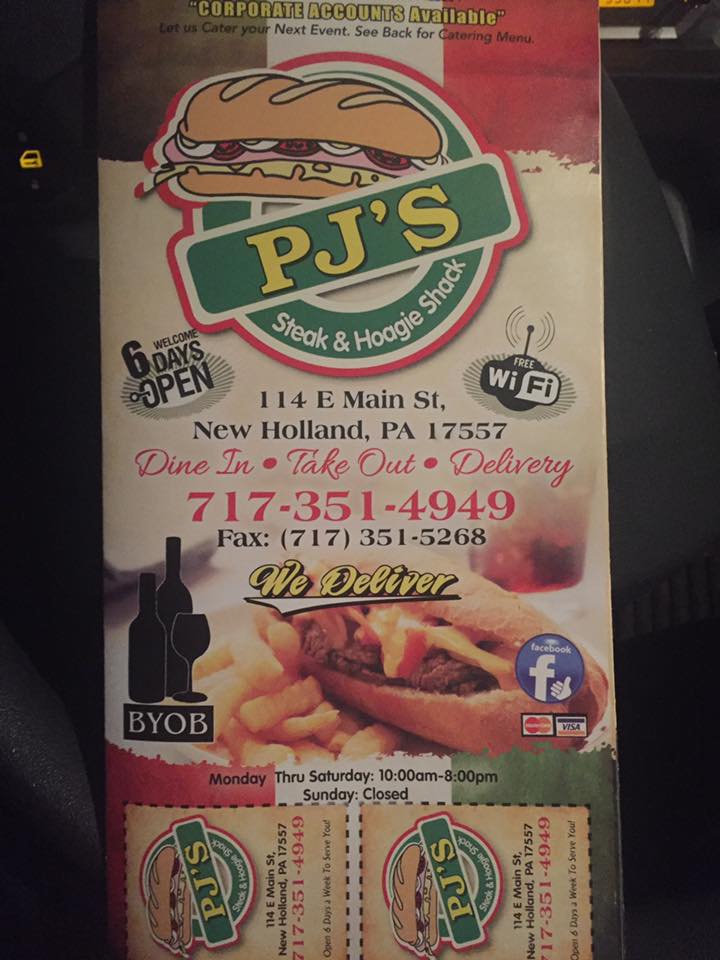 "CORPORATE ACCOUNTS Available"
Let us Cater your Next Event. See Back for Catering Menu.
PJ'S
Steak & Hoagie Shack
WELCOME
6 DAYS
OPEN
FREE
Wi Fi
114 E Main St,
New Holland, PA 17557
Dine In • Take Out • Delivery
717-351-4949
Fax: (717) 351-5268
We Deliver
BYOB
facebook
f
VISA
Monday Thru Saturday: 10:00am-8:00pm
Sunday: Closed
PJ'S
Steak & Hoagie Shack
114 E Main St,
New Holland, PA 17557
717-351-4949
Open 6 Days a Week To Serve You!
PJ'S
Steak & Hoagie Shack
114 E Main St,
New Holland, PA 17557
717-351-4949
Open 6 Days a Week To Serve You!